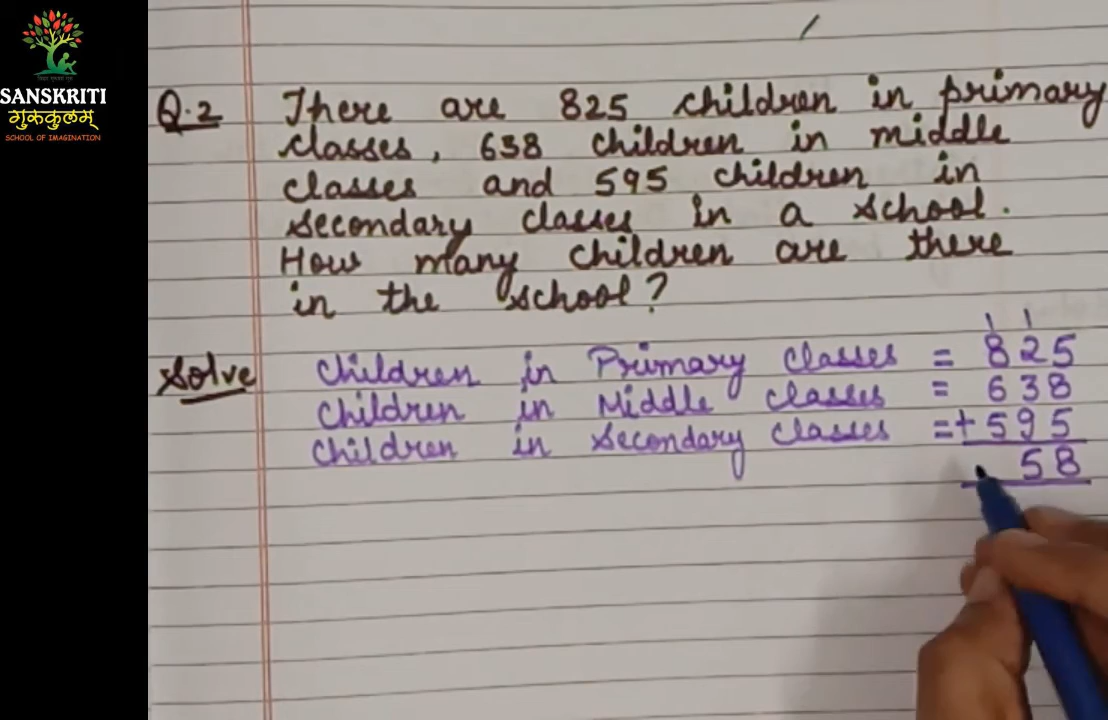 SANSKRITI
गुरुकुलम्
SCHOOL OF IMAGINATION
Q.2 There are 825 children in primary
classes, 638 children in middle
classes and 595 children in
secondary classes in a school.
How many children are there
in the school?
1 1
Solve Children in Primary Classes = 825
Children in Middle classes = 638
Children in Secondary Classes =+595
58